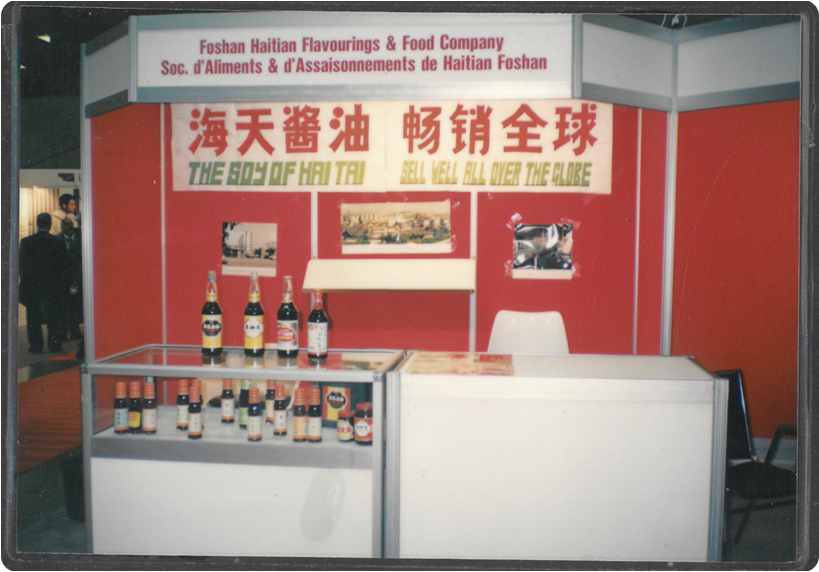 Foshan Haitian Flavourings & Food Company
Soc. d'Aliments & d'Assaisonnements de Haitian Foshan
海天酱油 畅销全球
THE SOY OF HAI TAI SELL WELL ALL OVER THE GLOBE